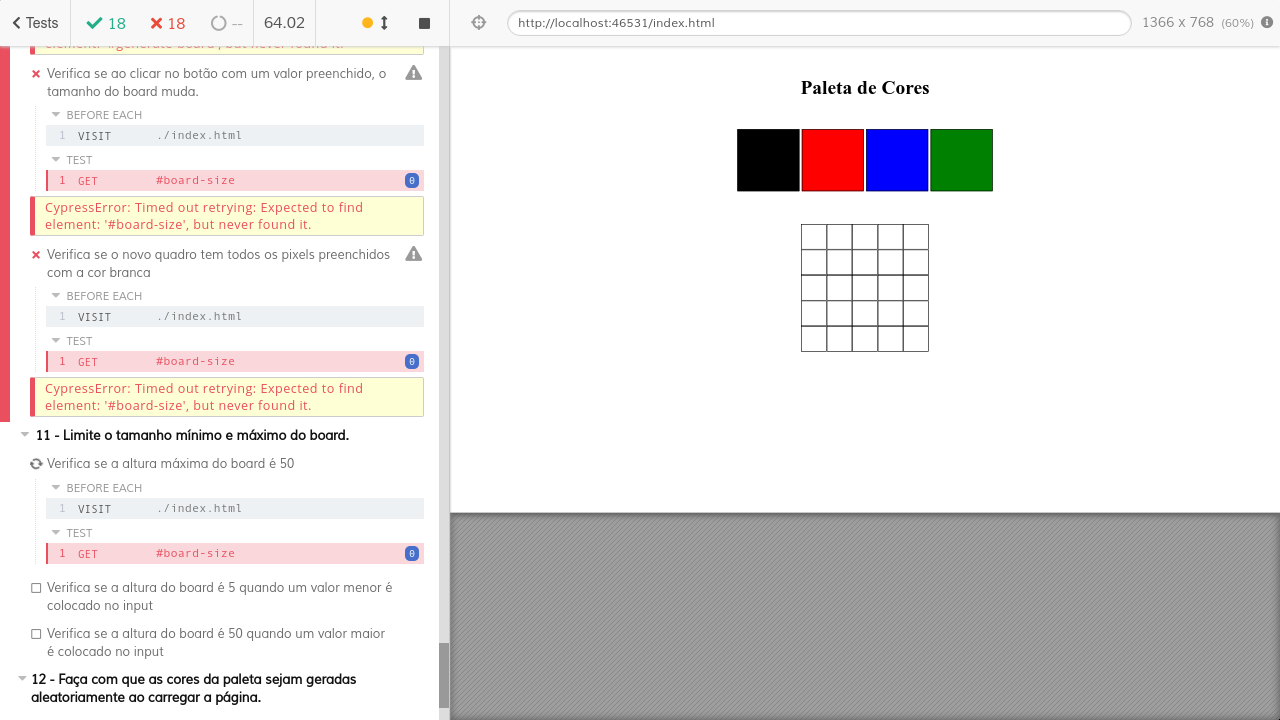 Tests 18 18 -- 64.02
http://localhost:46531/index.html 1366 x 768 (60%)
element: '#generate-board', but never found it.
Verifica se ao clicar no botão com um valor preenchido, o
tamanho do board muda.
BEFORE EACH
1 VISIT ./index.html
TEST
1 GET #board-size 0
CypressError: Timed out retrying: Expected to find
element: '#board-size', but never found it.
Verifica se o novo quadro tem todos os pixels preenchidos
com a cor branca
BEFORE EACH
1 VISIT ./index.html
TEST
1 GET #board-size 0
CypressError: Timed out retrying: Expected to find
element: '#board-size', but never found it.
11 - Limite o tamanho mínimo e máximo do board.
Verifica se a altura máxima do board é 50
BEFORE EACH
1 VISIT ./index.html
TEST
1 GET #board-size 0
Verifica se a altura do board é 5 quando um valor menor é
colocado no input
Verifica se a altura do board é 50 quando um valor maior
é colocado no input
12 - Faça com que as cores da paleta sejam geradas
aleatoriamente ao carregar a página.
Paleta de Cores